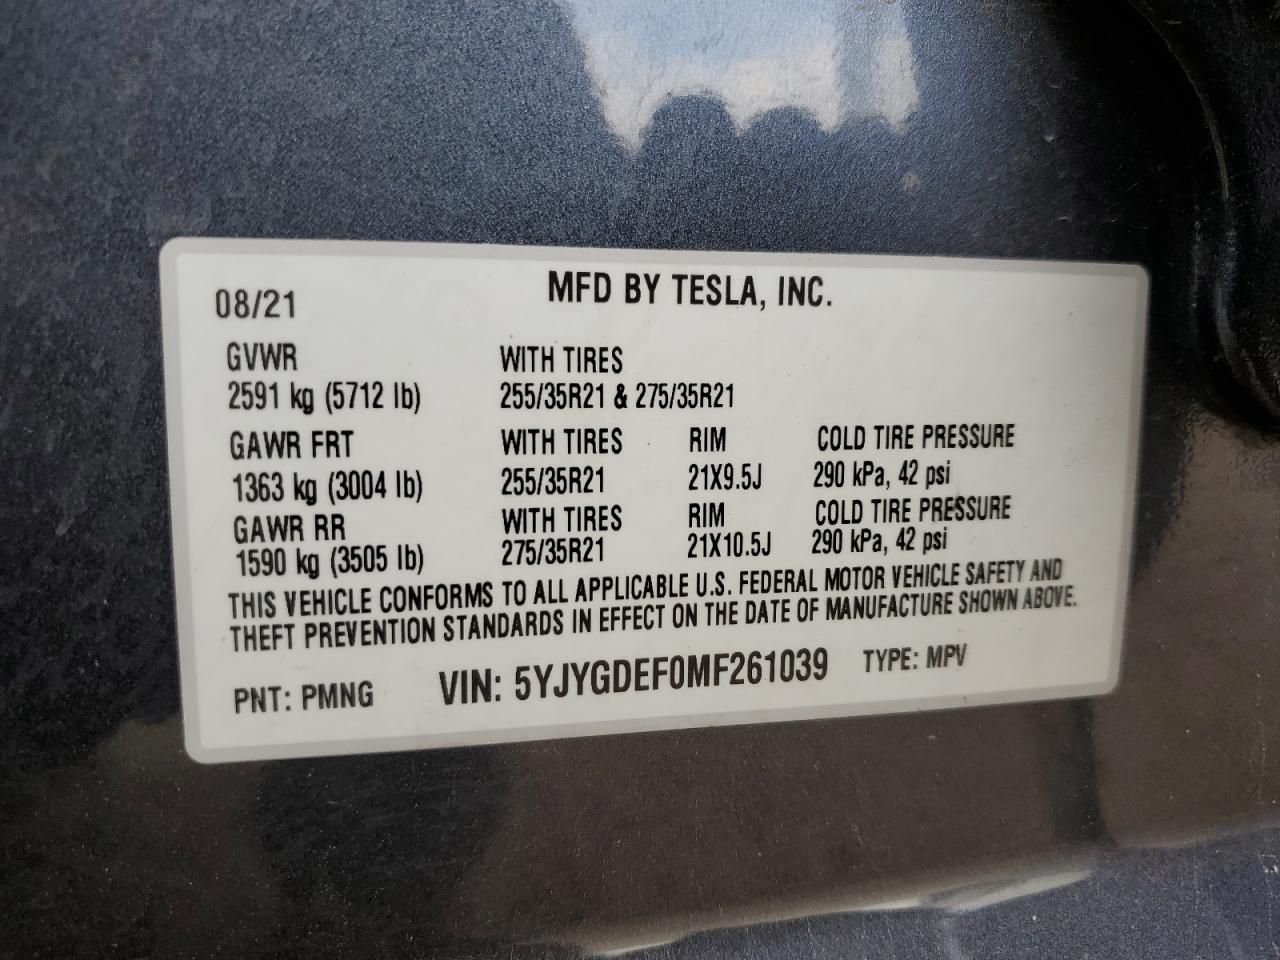 MFD BY TESLA, INC.
08/21
GVWR WITH TIRES
2591 kg (5712 lb) 255/35R21 & 275/35R21
GAWR FRT WITH TIRES RIM COLD TIRE PRESSURE
1363 kg (3004 lb) 255/35R21 21X9.5J 290 kPa, 42 psi
GAWR RR WITH TIRES RIM COLD TIRE PRESSURE
1590 kg (3505 lb) 275/35R21 21X10.5J 290 kPa, 42 psi
THIS VEHICLE CONFORMS TO ALL APPLICABLE U.S. FEDERAL MOTOR VEHICLE SAFETY AND
THEFT PREVENTION STANDARDS IN EFFECT ON THE DATE OF MANUFACTURE SHOWN ABOVE.
PNT: PMNG VIN: 5YJYGDEF0MF261039 TYPE: MPV